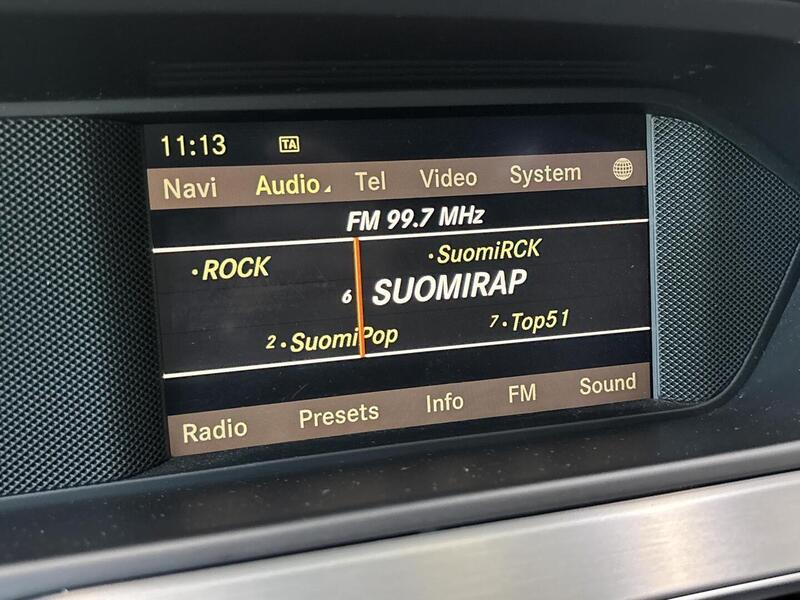 11:13 TA
Navi Audio Tel Video System
FM 99.7 MHz
•ROCK •SuomiRCK
6 SUOMIRAP
2•SuomiPop 7•Top51
Radio Presets Info FM Sound